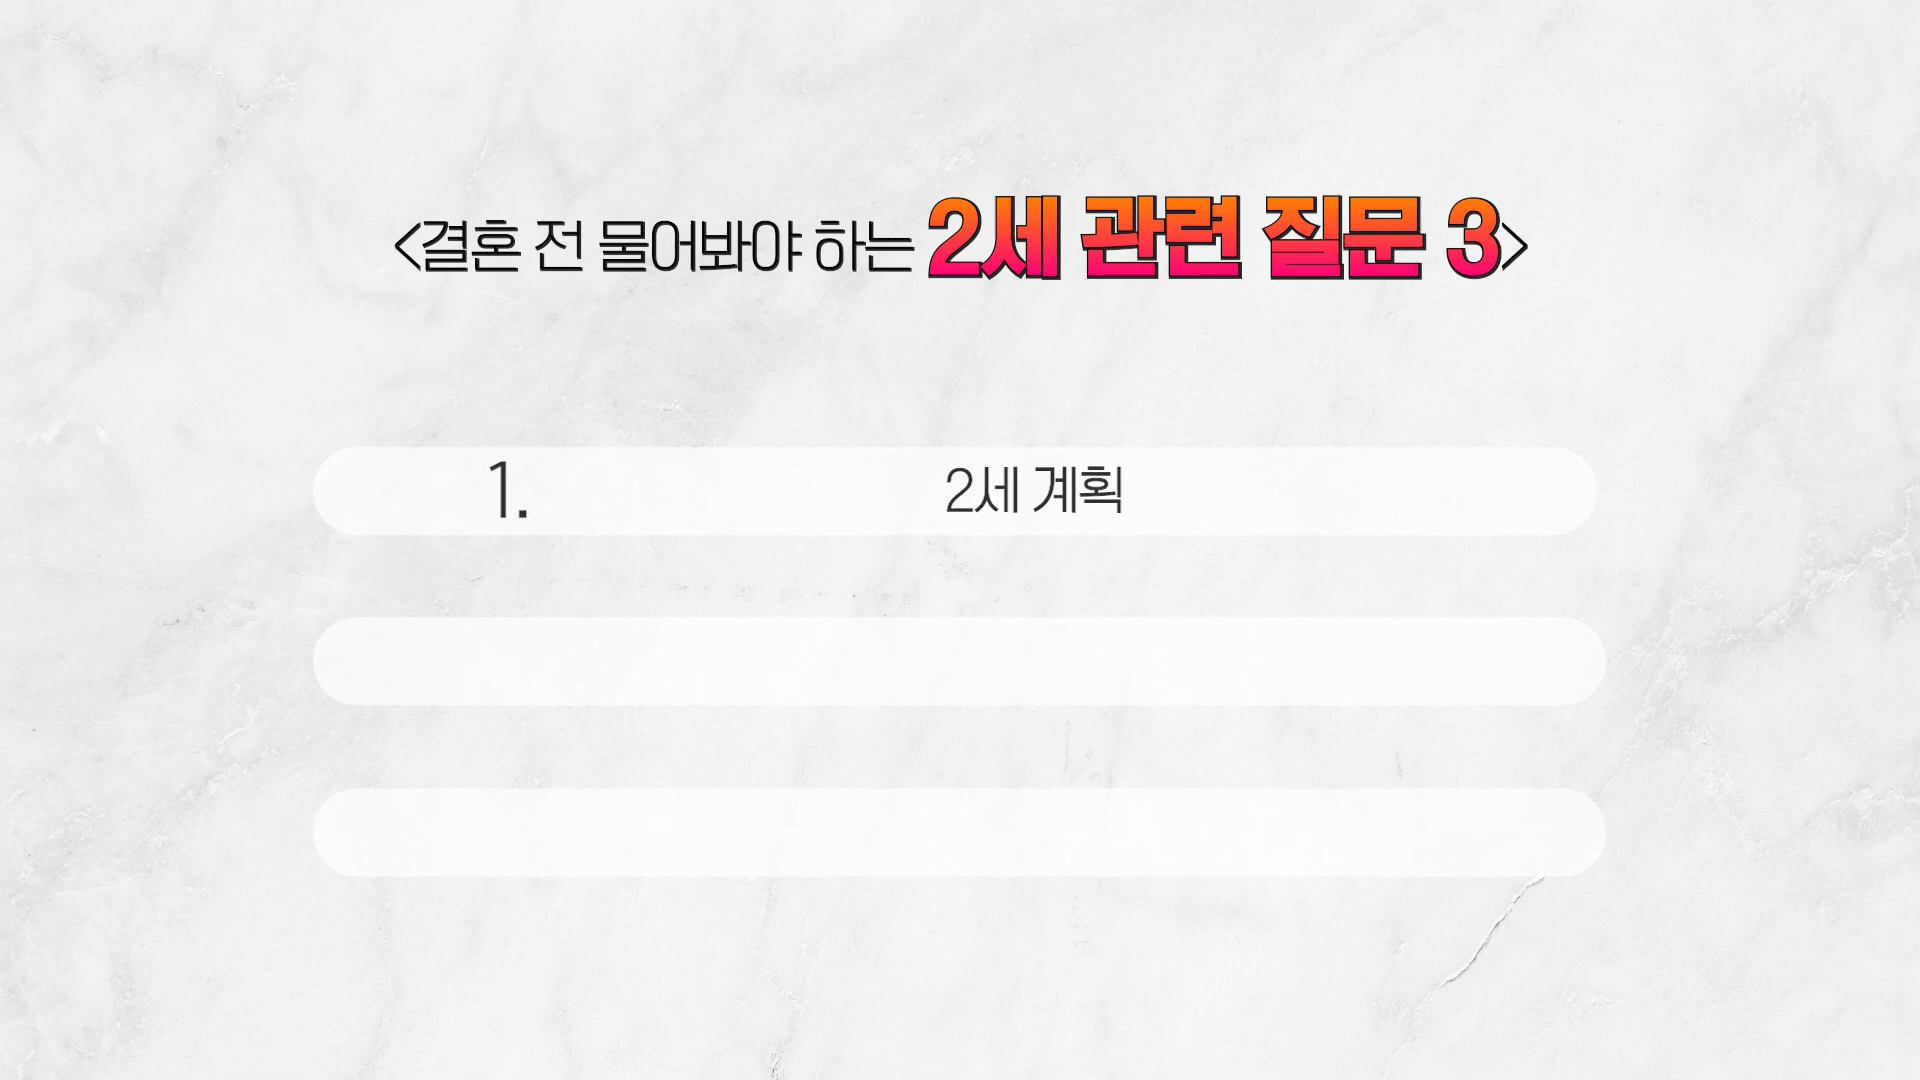 <결혼 전 물어봐야 하는 2세 관련 질문 3>
1. 2세 계획